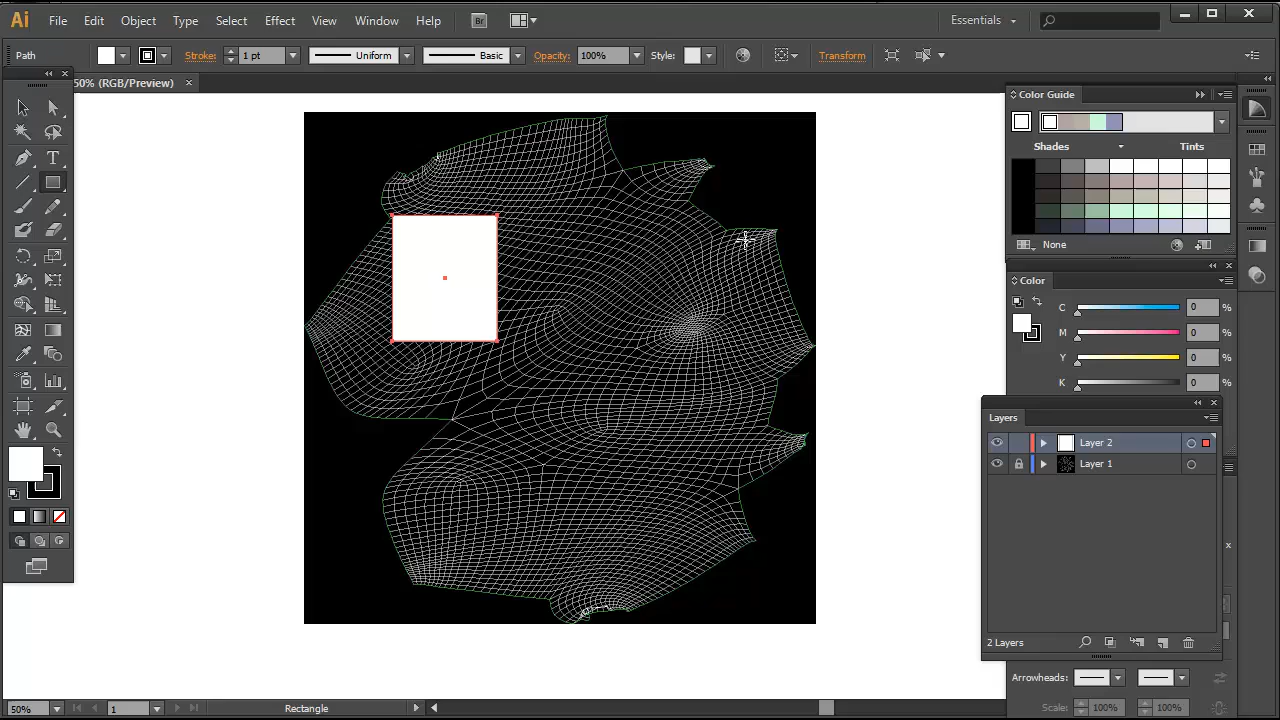 Ai File Edit Object Type Select Effect View Window Help Br Essentials
Path Stroke: 1 pt Uniform Basic Opacity: 100% Style: Transform
50% (RGB/Preview)
Color Guide
Shades Tints
None
Color
C 0 %
M 0 %
Y 0 %
K 0 %
Layers
Layer 2
Layer 1
2 Layers
Arrowheads:
Scale: 100% 100%
50% 1 Rectangle